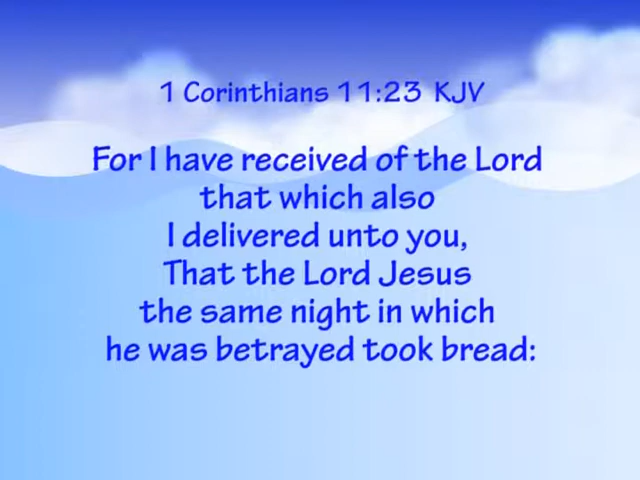 1 Corinthians 11:23 KJV
For I have received of the Lord
that which also
I delivered unto you,
That the Lord Jesus
the same night in which
he was betrayed took bread: